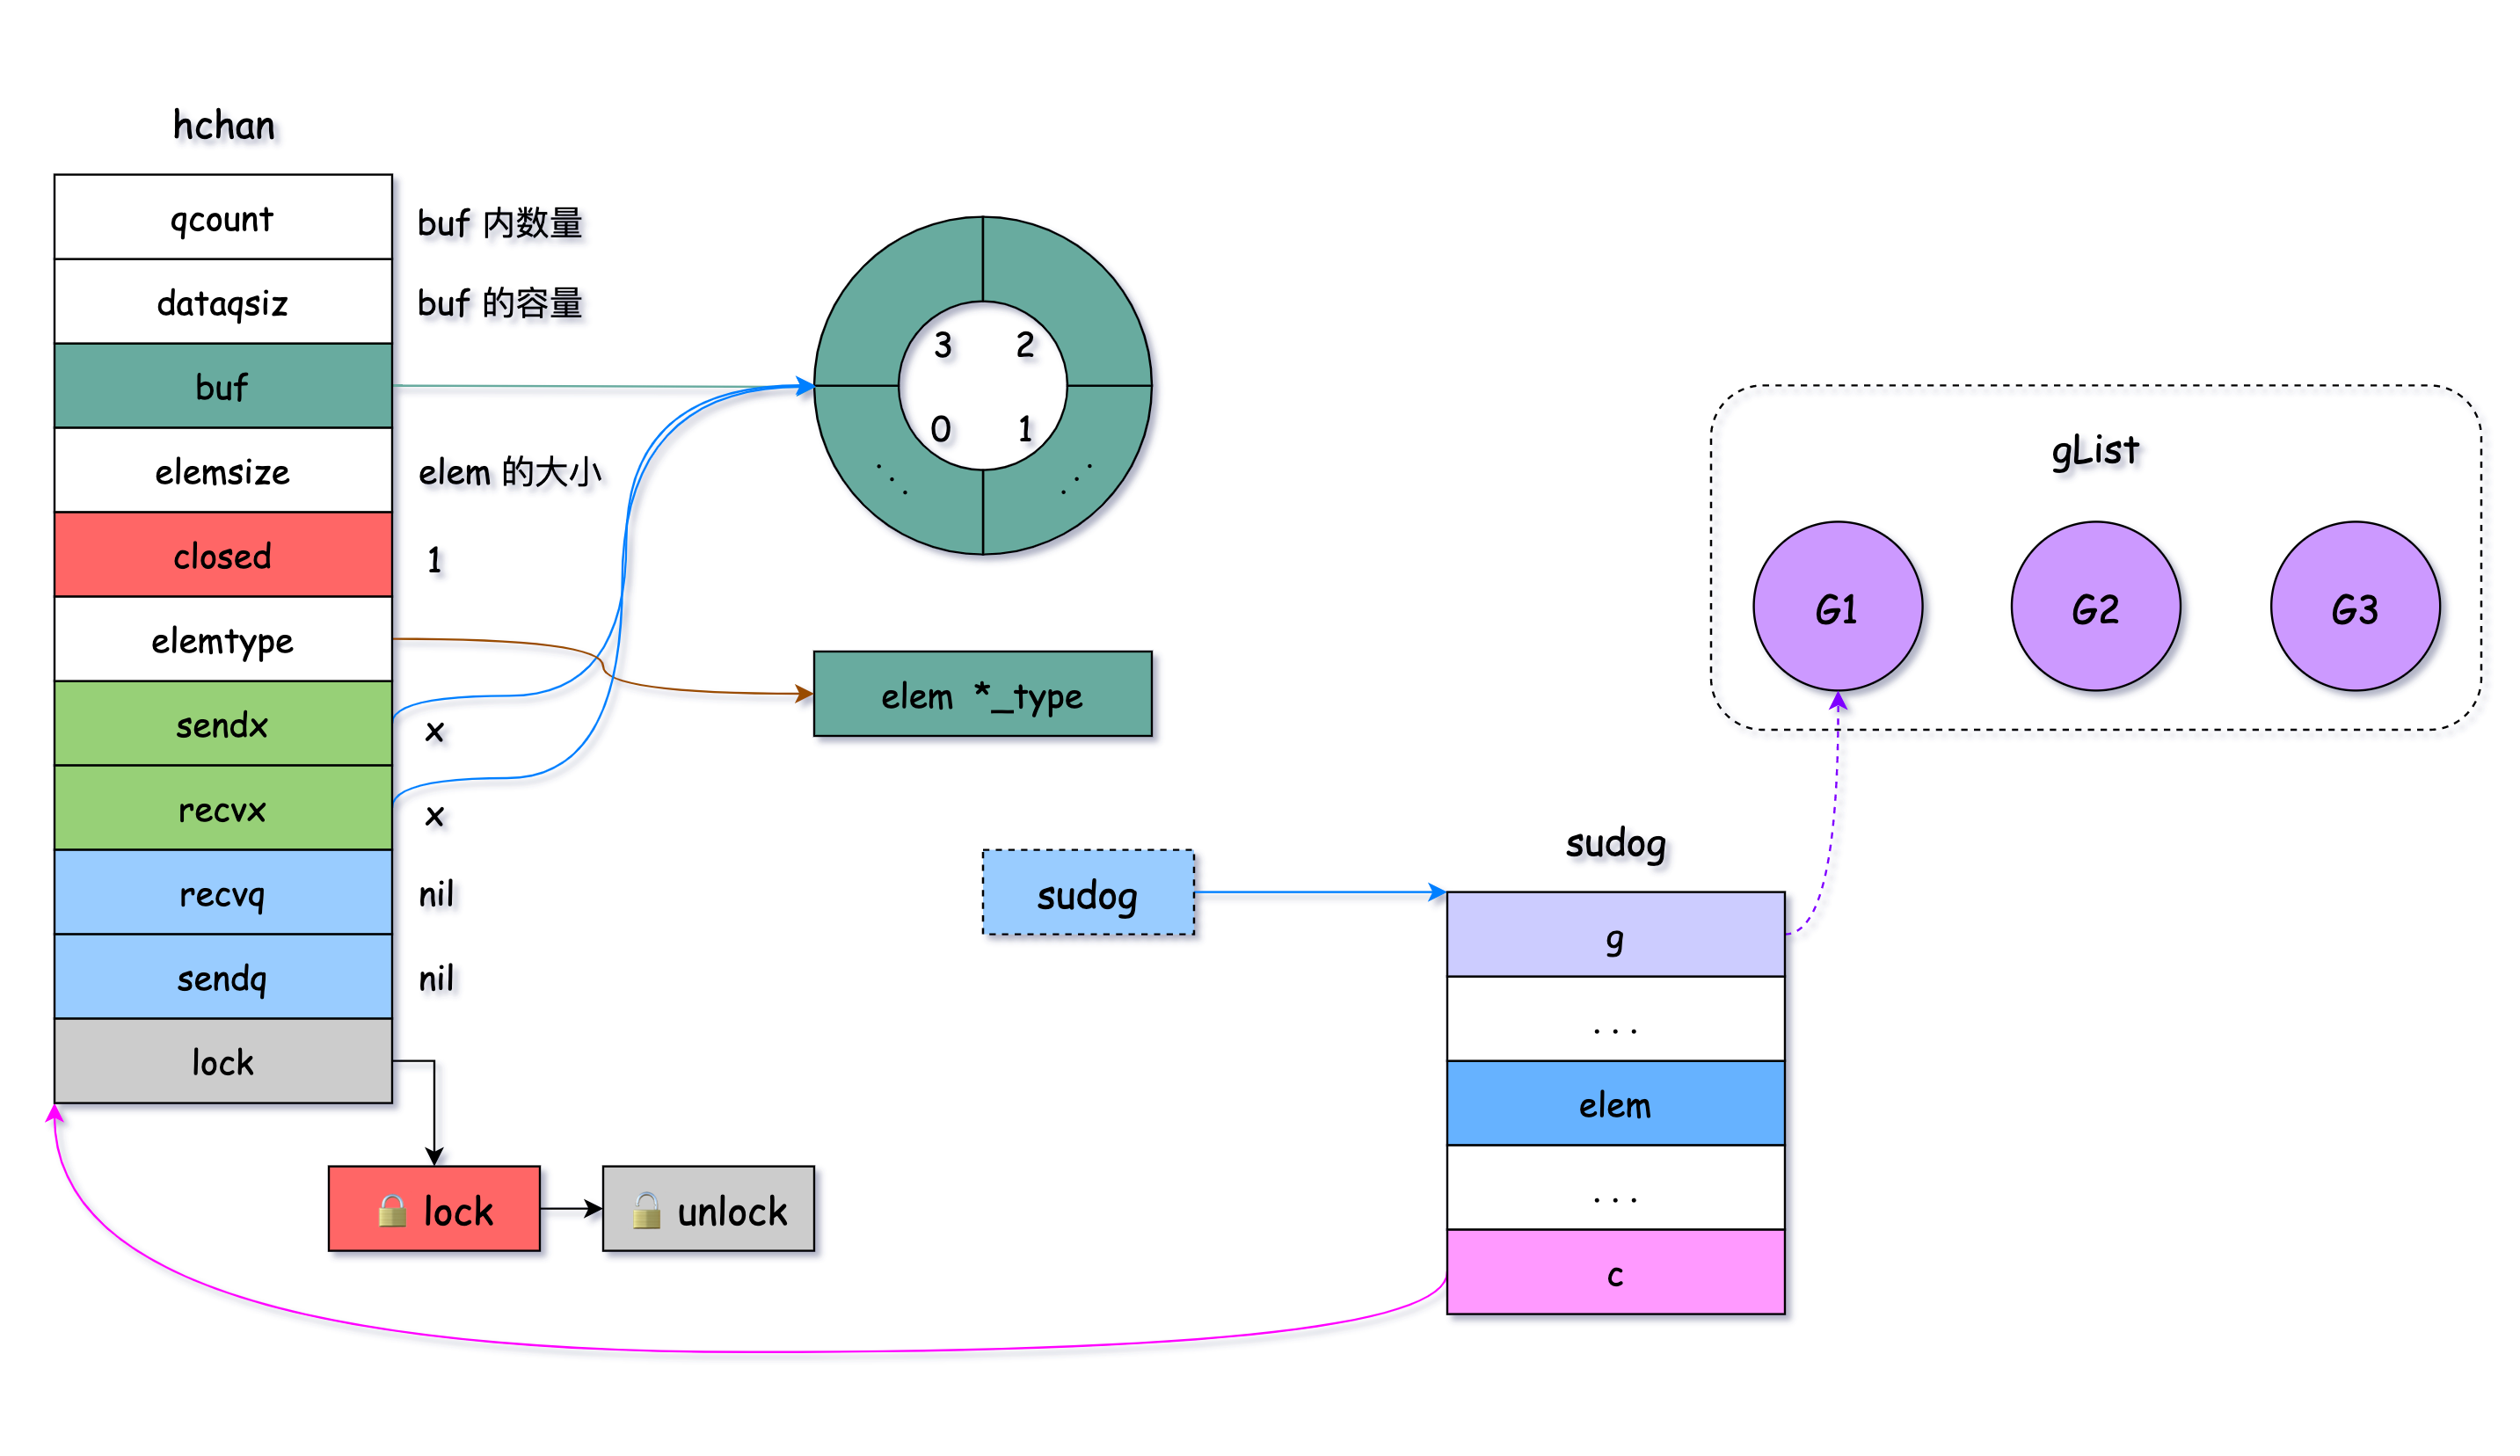 hchan
qcount
buf 内数量
dataqsiz
buf 的容量
buf
elemsize
elem 的大小
closed
1
elemtype
sendx
x
recvx
x
recvq
nil
sendq
nil
lock
🔒 lock
🔓 unlock
3 2
0 1
. . .
. . .
elem *_type
sudog
sudog
g
. . .
elem
. . .
c
gList
G1
G2
G3